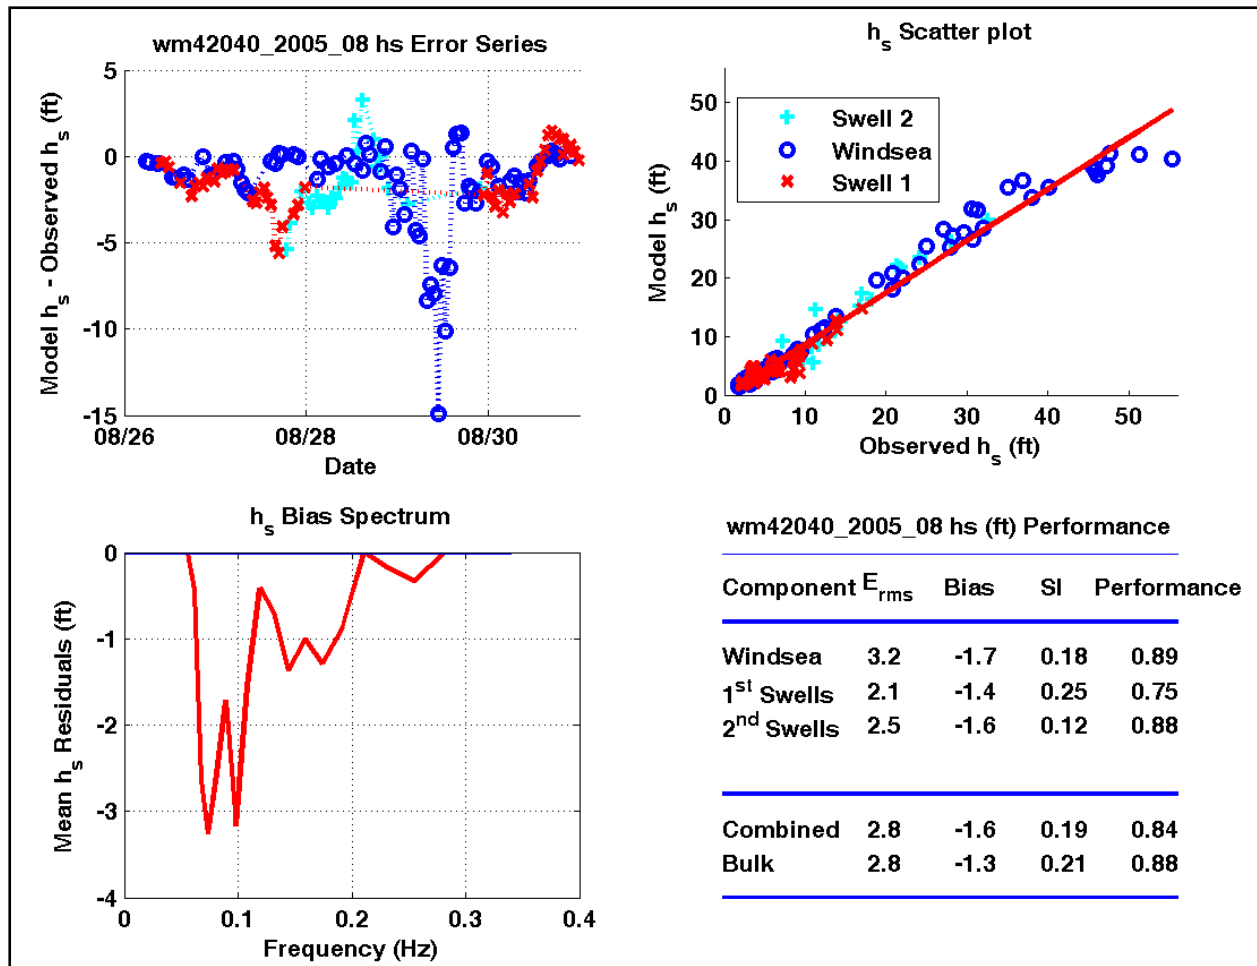 wm42040_2005_08 hs Error Series
Model hs - Observed hs (ft)
5
0
-5
-10
-15
08/26
08/28
08/30
Date
hs Scatter plot
Swell 2
Windsea
Swell 1
Model hs (ft)
50
40
30
20
10
0
0
10
20
30
40
50
Observed hs (ft)
hs Bias Spectrum
Mean hs Residuals (ft)
0
-1
-2
-3
-4
0
0.1
0.2
0.3
0.4
Frequency (Hz)
wm42040_2005_08 hs (ft) Performance
Component Erms Bias SI Performance
Windsea 3.2 -1.7 0.18 0.89
1st Swells 2.1 -1.4 0.25 0.75
2nd Swells 2.5 -1.6 0.12 0.88
Combined 2.8 -1.6 0.19 0.84
Bulk 2.8 -1.3 0.21 0.88